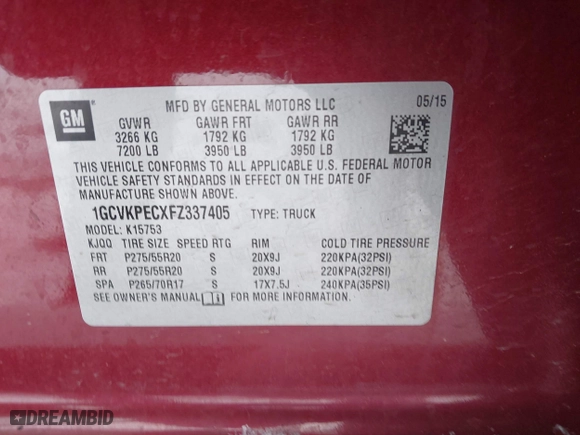 GM
MFD BY GENERAL MOTORS LLC 05/15
GVWR GAWR FRT GAWR RR
3266 KG 1792 KG 1792 KG
7200 LB 3950 LB 3950 LB
THIS VEHICLE CONFORMS TO ALL APPLICABLE U.S. FEDERAL MOTOR
VEHICLE SAFETY STANDARDS IN EFFECT ON THE DATE OF
MANUFACTURE SHOWN ABOVE.
1GCVKPECXFZ337405 TYPE: TRUCK
MODEL: K15753
KJQQ TIRE SIZE SPEED RTG RIM COLD TIRE PRESSURE
FRT P275/55R20 S 20X9J 220KPA(32PSI)
RR P275/55R20 S 20X9J 220KPA(32PSI)
SPA P265/70R17 S 17X7.5J 240KPA(35PSI)
SEE OWNER'S MANUAL FOR MORE INFORMATION.
DREAMBID